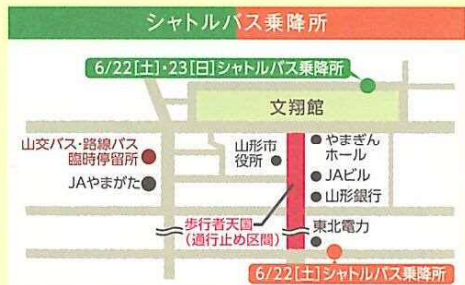 シャトルバス乗降所
6/22[土]・23[日]シャトルバス乗降所
文翔館
山交バス・路線バス
臨時停留所
JAやまがた
山形市
役所
やまぎん
ホール
JAビル
山形銀行
歩行者天国
(通行止め区間)
東北電力
6/22[土]シャトルバス乗降所